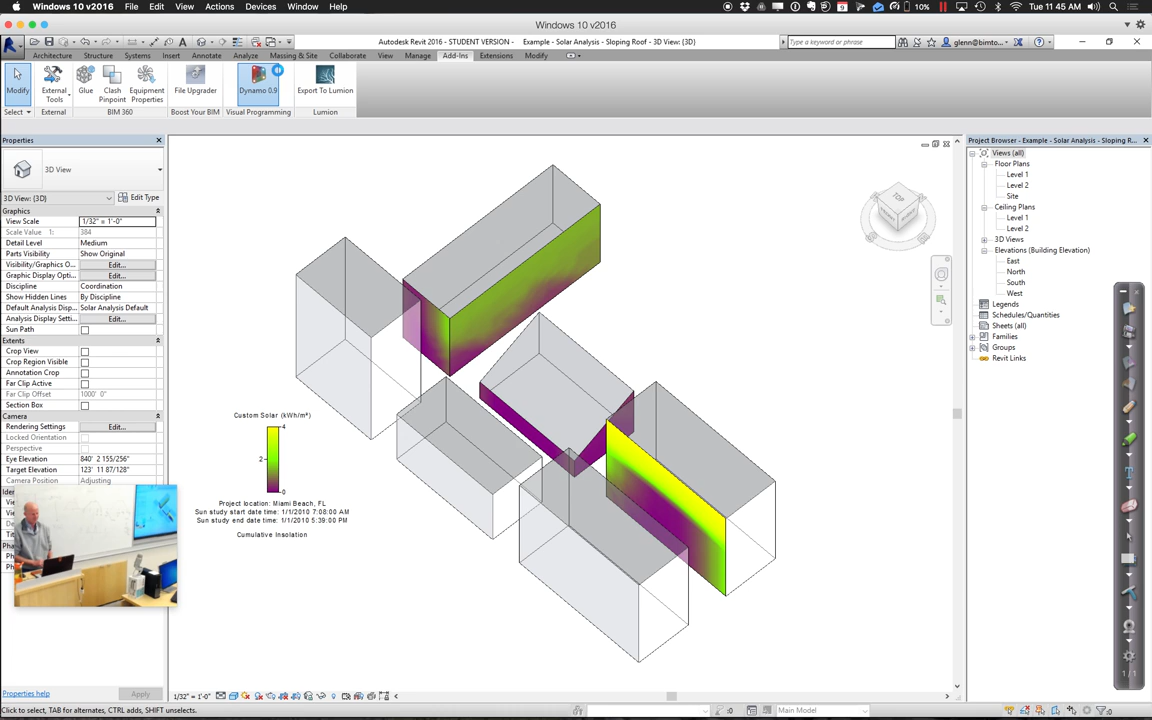 Windows 10 v2016 File Edit View Actions Devices Window Help
9 10% Tue 11:45 AM
Windows 10 v2016
Autodesk Revit 2016 - STUDENT VERSION - Example - Solar Analysis - Sloping Roof - 3D View: {3D}
Type a keyword or phrase
glenn@bimto...
Architecture Structure Systems Insert Annotate Analyze Massing & Site Collaborate View Manage Add-Ins Extensions Modify
Modify
External Tools
Glue
Clash Pinpoint
Equipment Properties
File Upgrader
Dynamo 0.9
Export To Lumion
Select External BIM 360 Boost Your BIM Visual Programming Lumion
Properties
3D View
3D View: {3D} Edit Type
Graphics
View Scale 1/32" = 1'-0"
Scale Value 1: 384
Detail Level Medium
Parts Visibility Show Original
Visibility/Graphics O... Edit...
Graphic Display Opti... Edit...
Discipline Coordination
Show Hidden Lines By Discipline
Default Analysis Disp... Solar Analysis Default
Analysis Display Setti... Edit...
Sun Path
Extents
Crop View
Crop Region Visible
Annotation Crop
Far Clip Active
Far Clip Offset 1000' 0"
Section Box
Camera
Rendering Settings Edit...
Locked Orientation
Perspective
Eye Elevation 840' 2 155/256"
Target Elevation 123' 11 87/128"
Camera Position Adjusting
Properties help Apply
Custom Solar (kWh/m²)
4
2
0
Project location: Miami Beach, FL
Sun study start date time: 1/1/2010 7:08:00 AM
Sun study end date time: 1/1/2010 5:39:00 PM
Cumulative Insolation
TOP
Project Browser - Example - Solar Analysis - Sloping R...
Views (all)
Floor Plans
Level 1
Level 2
Site
Ceiling Plans
Level 1
Level 2
3D Views
Elevations (Building Elevation)
East
North
South
West
Legends
Schedules/Quantities
Sheets (all)
Families
Groups
Revit Links
1 / 1
1/32" = 1'-0"
Click to select, TAB for alternates, CTRL adds, SHIFT unselects.
:0
Main Model
:0